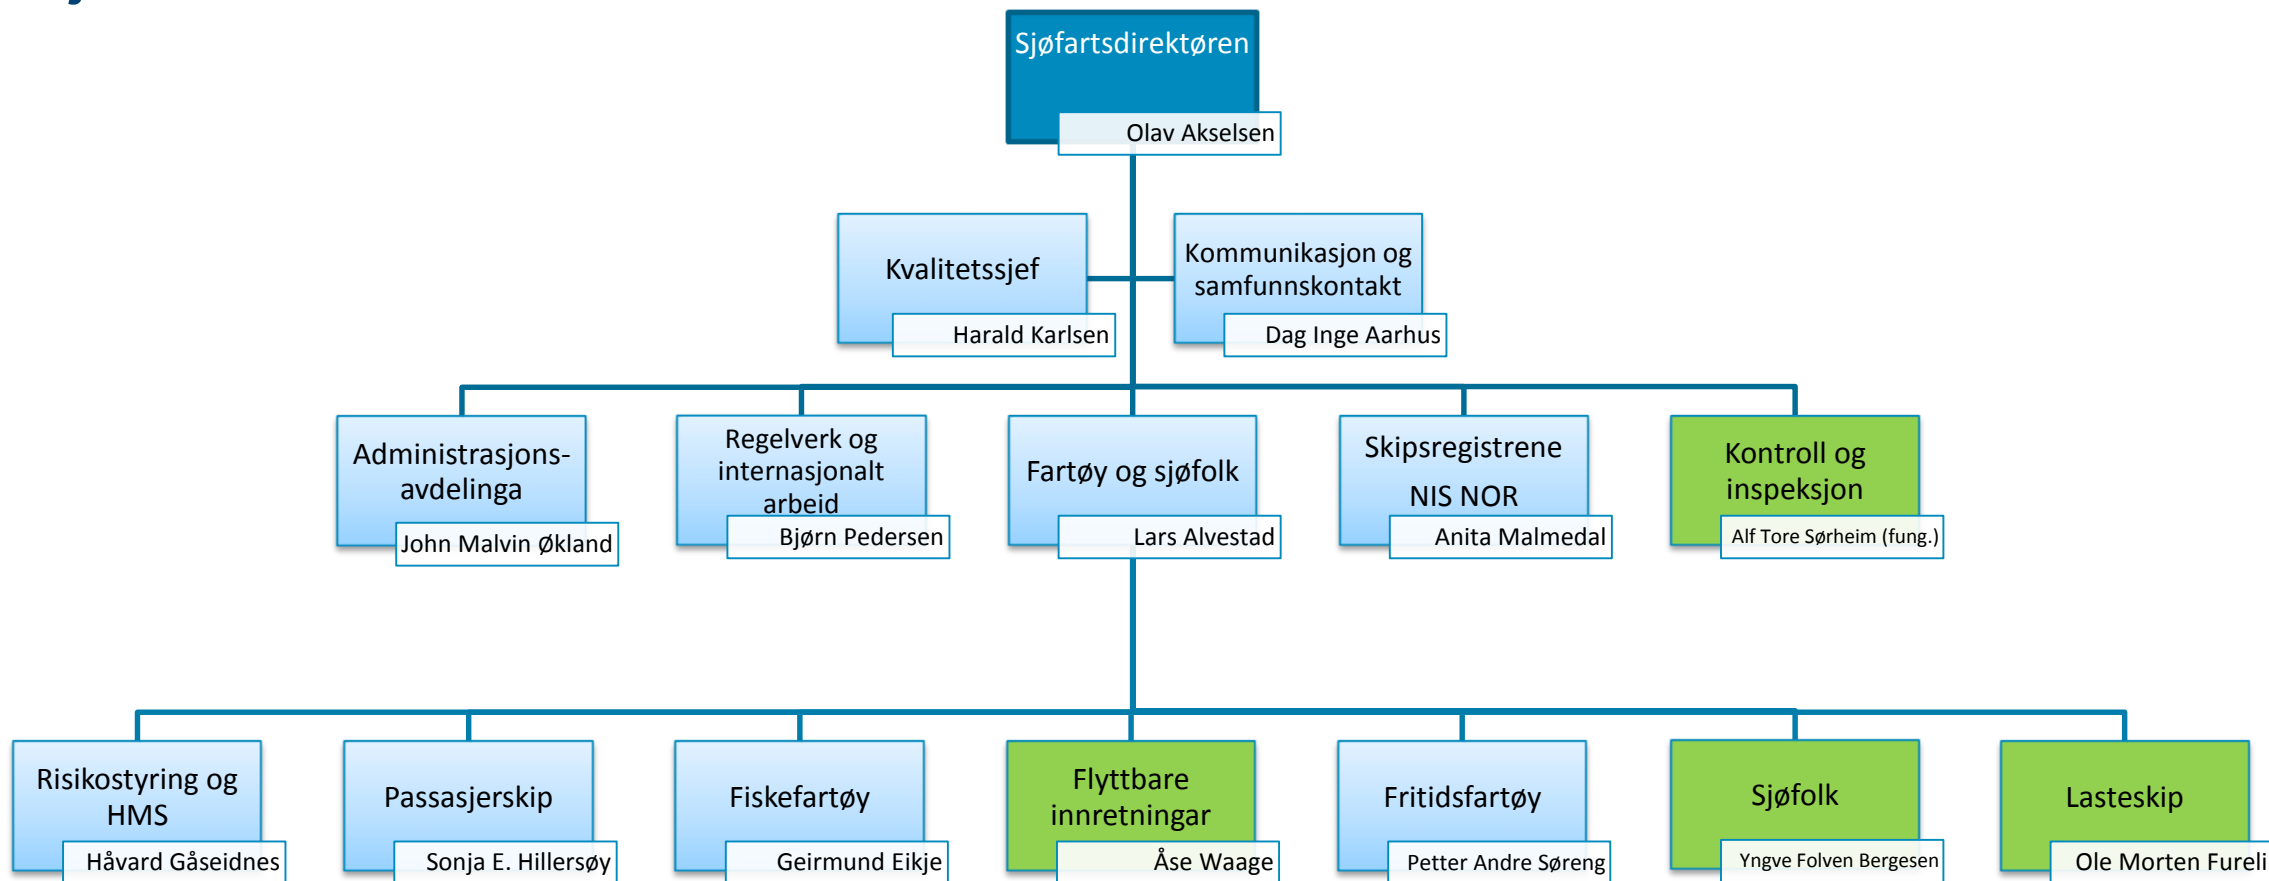 Sjøfartsdirektøren
Olav Akselsen
Kvalitetssjef
Harald Karlsen
Kommunikasjon og
samfunnskontakt
Dag Inge Aarhus
Administrasjons-
avdelinga
John Malvin Økland
Regelverk og
internasjonalt
arbeid
Bjørn Pedersen
Fartøy og sjøfolk
Lars Alvestad
Skipsregistrene
NIS NOR
Anita Malmedal
Kontroll og
inspeksjon
Alf Tore Sørheim (fung.)
Risikostyring og
HMS
Håvard Gåseidnes
Passasjerskip
Sonja E. Hillersøy
Fiskefartøy
Geirmund Eikje
Flyttbare
innretningar
Åse Waage
Fritidsfartøy
Petter Andre Søreng
Sjøfolk
Yngve Folven Bergesen
Lasteskip
Ole Morten Fureli